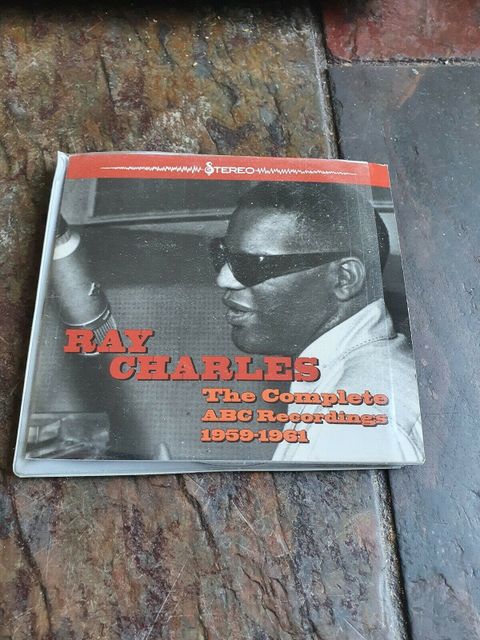 STEREO
RAY
CHARLES
The Complete
ABC Recordings
1959-1961